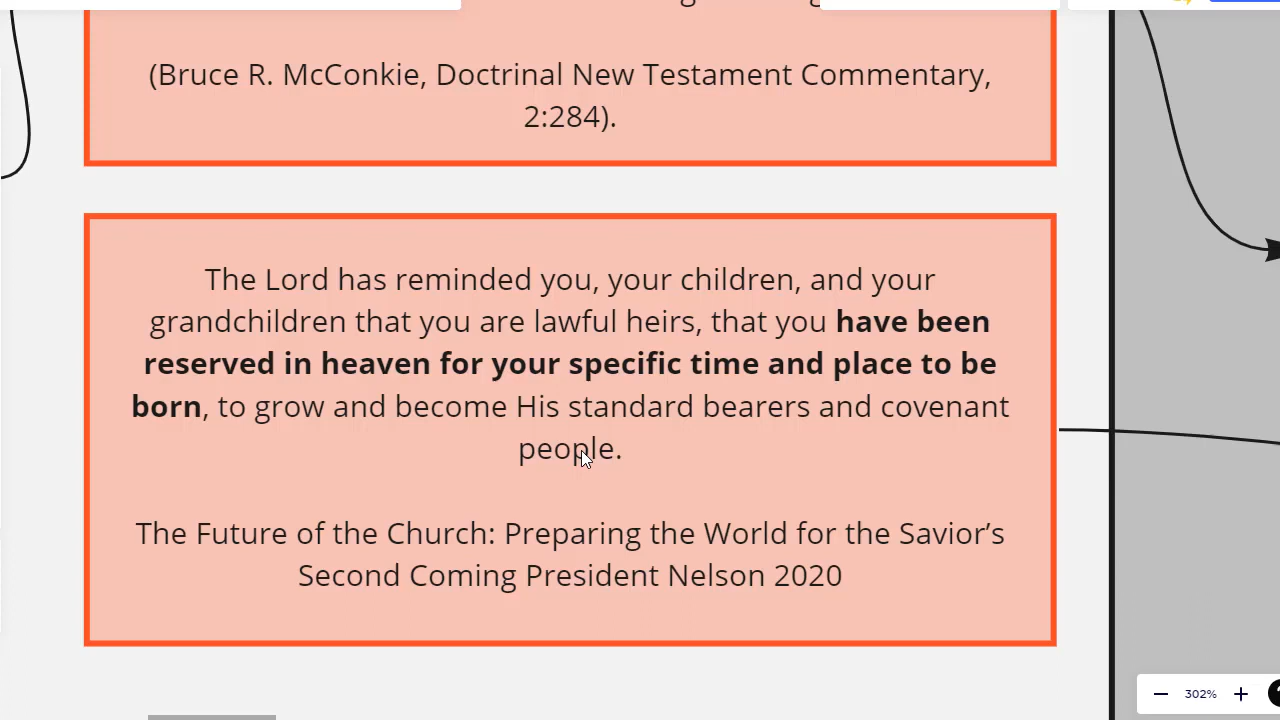 (Bruce R. McConkie, Doctrinal New Testament Commentary,
2:284).
The Lord has reminded you, your children, and your
grandchildren that you are lawful heirs, that you have been
reserved in heaven for your specific time and place to be
born, to grow and become His standard bearers and covenant
people.
The Future of the Church: Preparing the World for the Savior’s
Second Coming President Nelson 2020
302%